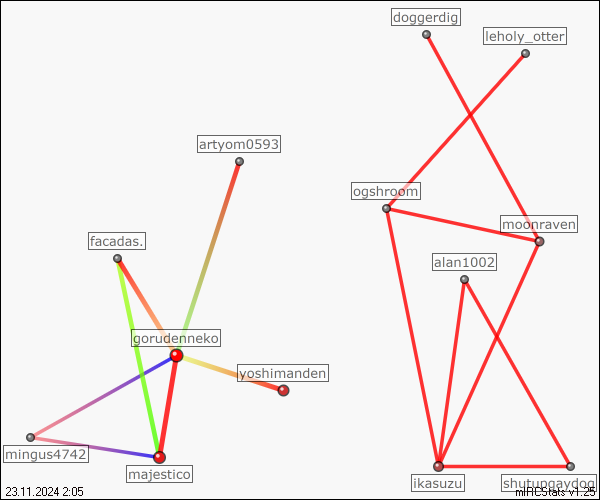 doggerdig
leholy_otter
artyom0593
ogshroom
moonraven
facadas.
alan1002
gorudenneko
yoshimanden
mingus4742
majestico
ikasuzu
shutupgaydog
23.11.2024 2:05
mIRCStats v1.25